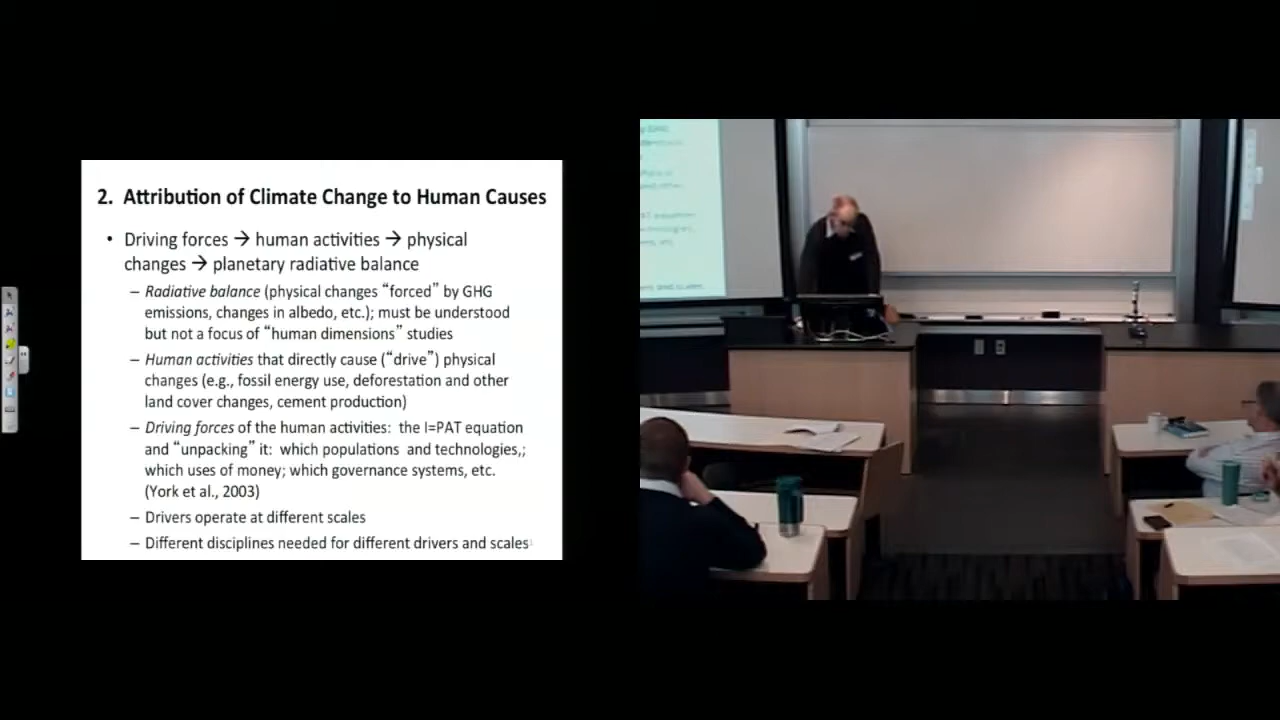 2. Attribution of Climate Change to Human Causes
• Driving forces → human activities → physical
changes → planetary radiative balance
– Radiative balance (physical changes “forced” by GHG
emissions, changes in albedo, etc.); must be understood
but not a focus of “human dimensions” studies
– Human activities that directly cause (“drive”) physical
changes (e.g., fossil energy use, deforestation and other
land cover changes, cement production)
– Driving forces of the human activities: the I=PAT equation
and “unpacking” it: which populations and technologies,;
which uses of money; which governance systems, etc.
(York et al., 2003)
– Drivers operate at different scales
– Different disciplines needed for different drivers and scales